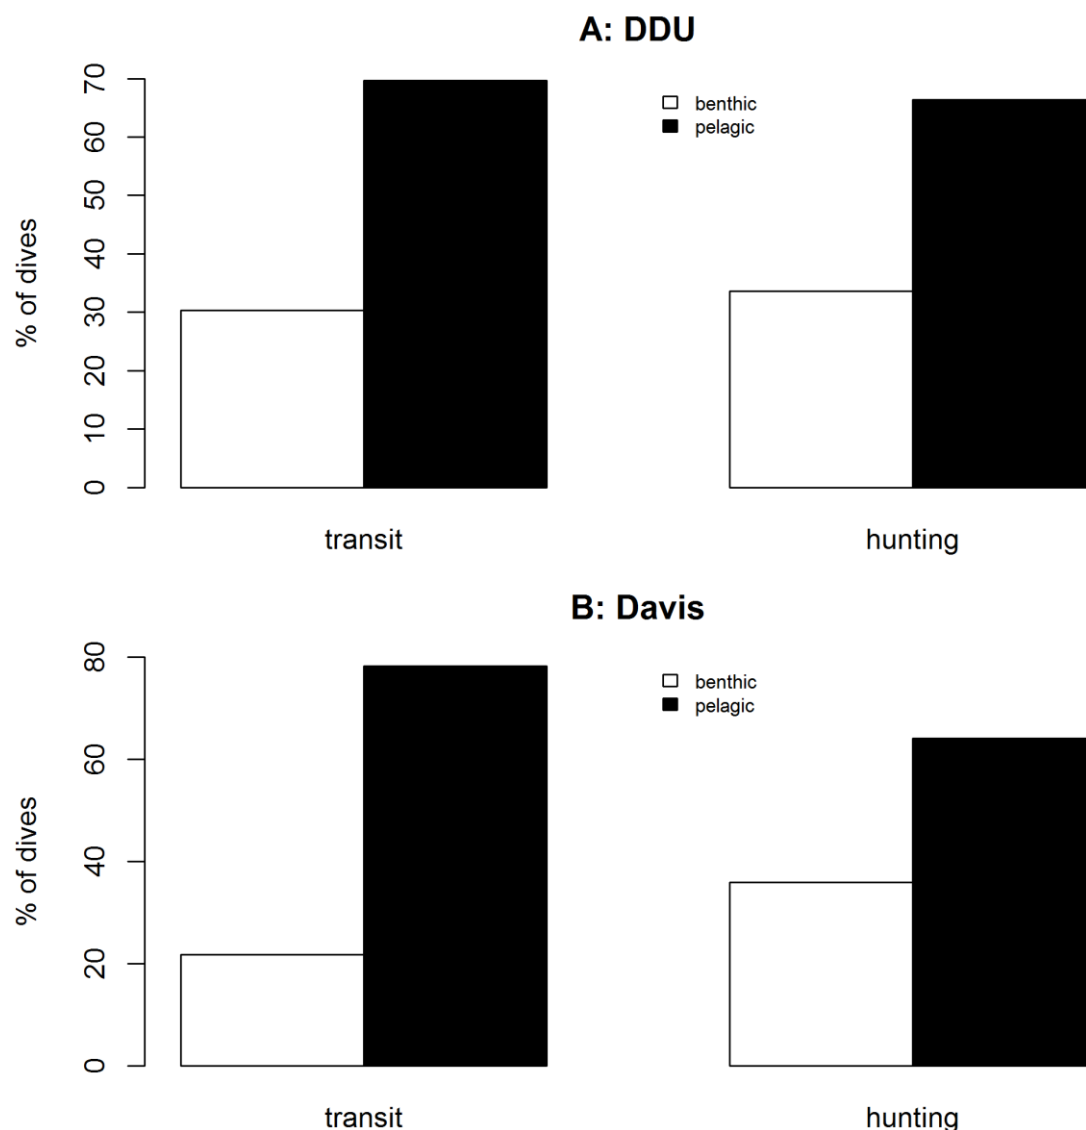 A: DDU
70
60
50
40
30
20
10
0
% of dives
benthic
pelagic
transit
hunting
B: Davis
80
60
40
20
0
% of dives
benthic
pelagic
transit
hunting